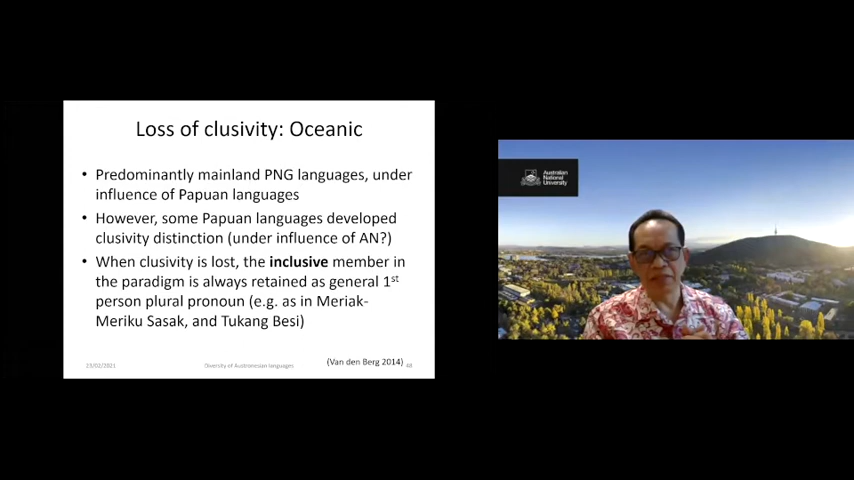 Loss of clusivity: Oceanic
• Predominantly mainland PNG languages, under
influence of Papuan languages
• However, some Papuan languages developed
clusivity distinction (under influence of AN?)
• When clusivity is lost, the inclusive member in
the paradigm is always retained as general 1st
person plural pronoun (e.g. as in Meriak-
Meriku Sasak, and Tukang Besi)
(Van den Berg 2014)
23/02/2021 Diversity of Austronesian languages 48
Australian
National
University